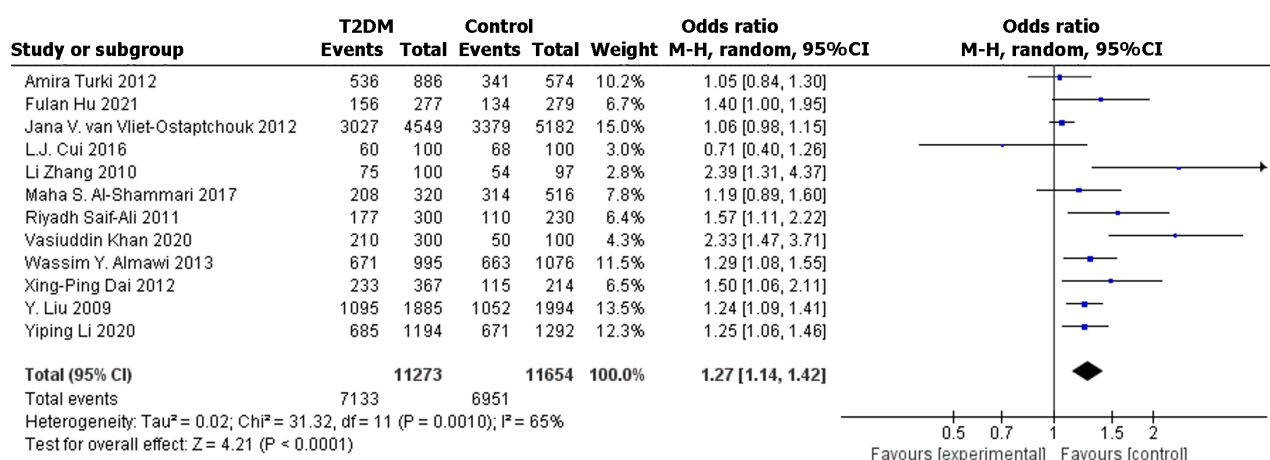 T2DM Control Odds ratio Odds ratio
Study or subgroup Events Total Events Total Weight M-H, random, 95%CI M-H, random, 95%CI
Amira Turki 2012 536 886 341 574 10.2% 1.05 [0.84, 1.30]
Fulan Hu 2021 156 277 134 279 6.7% 1.40 [1.00, 1.95]
Jana V. van Vliet-Ostaptchouk 2012 3027 4549 3379 5182 15.0% 1.06 [0.98, 1.15]
L.J. Cui 2016 60 100 68 100 3.0% 0.71 [0.40, 1.26]
Li Zhang 2010 75 100 54 97 2.8% 2.39 [1.31, 4.37]
Maha S. Al-Shammari 2017 208 320 314 516 7.8% 1.19 [0.89, 1.60]
Riyadh Saif-Ali 2011 177 300 110 230 6.4% 1.57 [1.11, 2.22]
Vasiuddin Khan 2020 210 300 50 100 4.3% 2.33 [1.47, 3.71]
Wassim Y. Almawi 2013 671 995 663 1076 11.5% 1.29 [1.08, 1.55]
Xing-Ping Dai 2012 233 367 115 214 6.5% 1.50 [1.06, 2.11]
Y. Liu 2009 1095 1885 1052 1994 13.5% 1.24 [1.09, 1.41]
Yiping Li 2020 685 1194 671 1292 12.3% 1.25 [1.06, 1.46]
Total (95% CI) 11273 11654 100.0% 1.27 [1.14, 1.42]
Total events 7133 6951
Heterogeneity: Tau² = 0.02; Chi² = 31.32, df = 11 (P = 0.0010); I² = 65%
Test for overall effect: Z = 4.21 (P < 0.0001)
0.5 0.7 1 1.5 2
Favours [experimental] Favours [control]